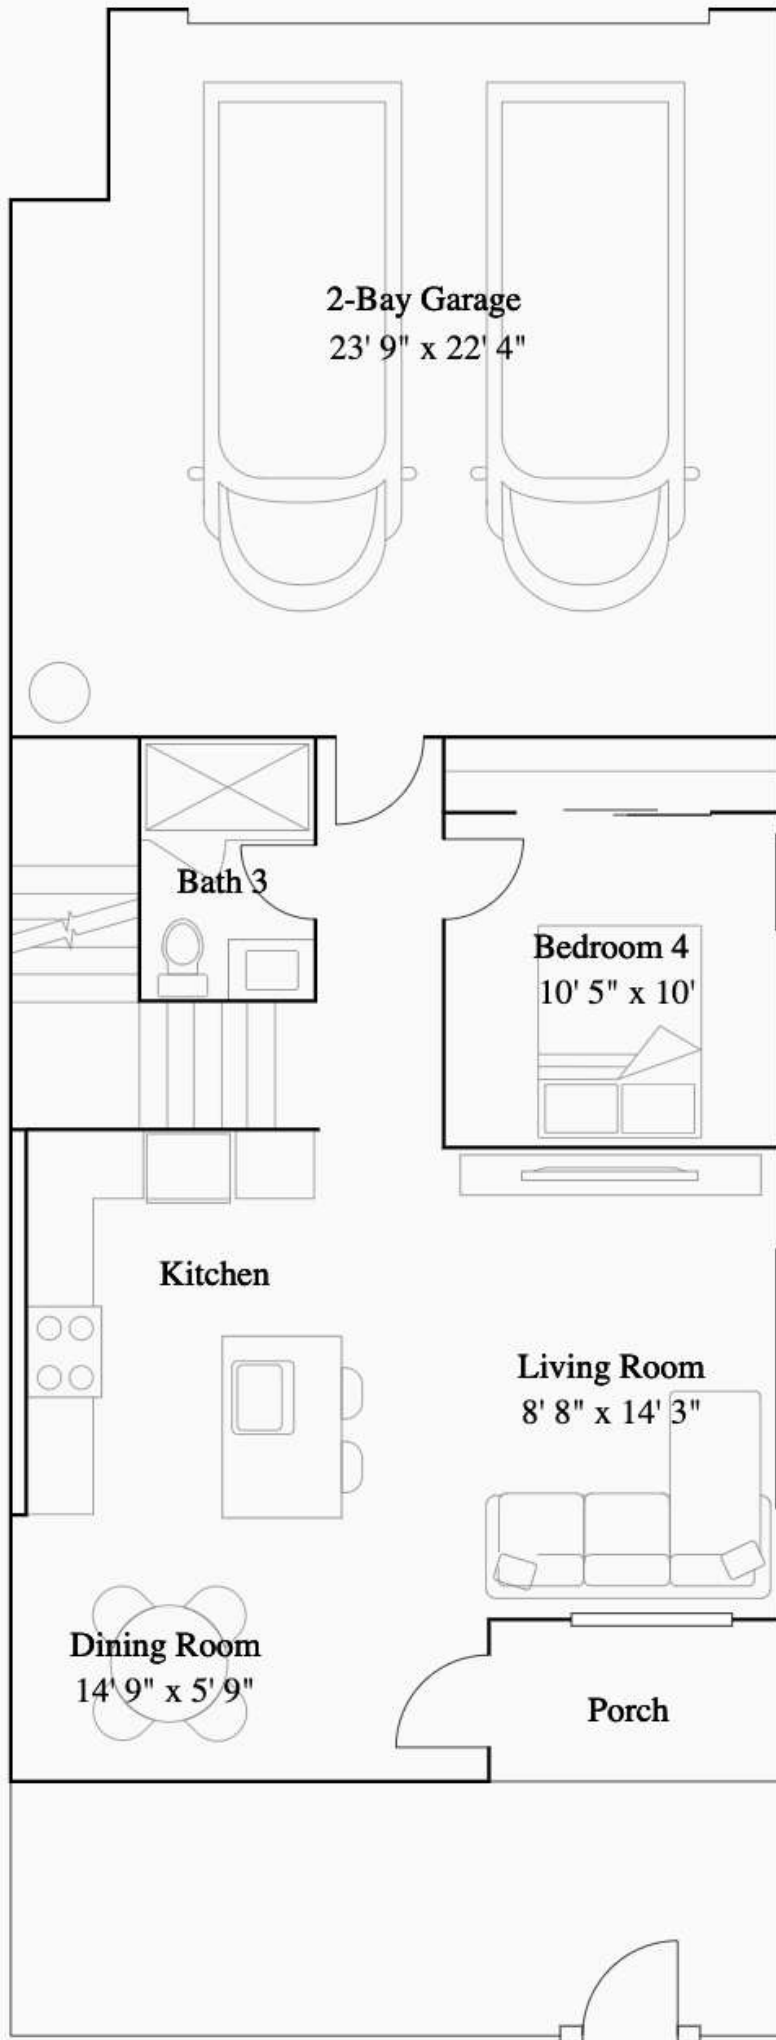 2-Bay Garage
23' 9" x 22' 4"
Bath 3
Bedroom 4
10' 5" x 10'
Kitchen
Living Room
8' 8" x 14' 3"
Dining Room
14' 9" x 5' 9"
Porch